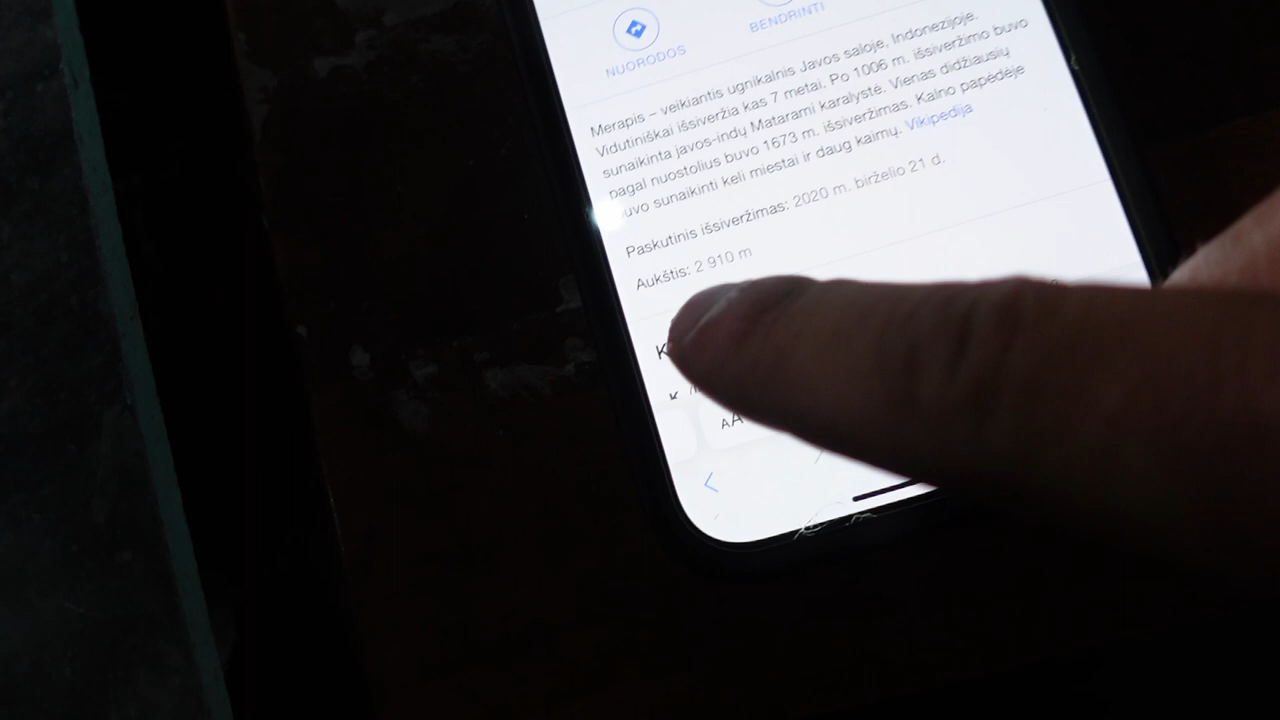 NUORODOS
BENDRINTI
Merapis – veikiantis ugnikalnis Javos saloje, Indonezijoje.
Vidutiniškai išsiveržia kas 7 metai. Po 1006 m. išsiveržimo buvo
sunaikinta javos-indų Matarami karalystė. Vienas didžiausių
pagal nuostolius buvo 1673 m. išsiveržimas. Kalno papėdėje
buvo sunaikinti keli miestai ir daug kaimų. Vikipedija
Paskutinis išsiveržimas: 2020 m. birželio 21 d.
Aukštis: 2 910 m
AA